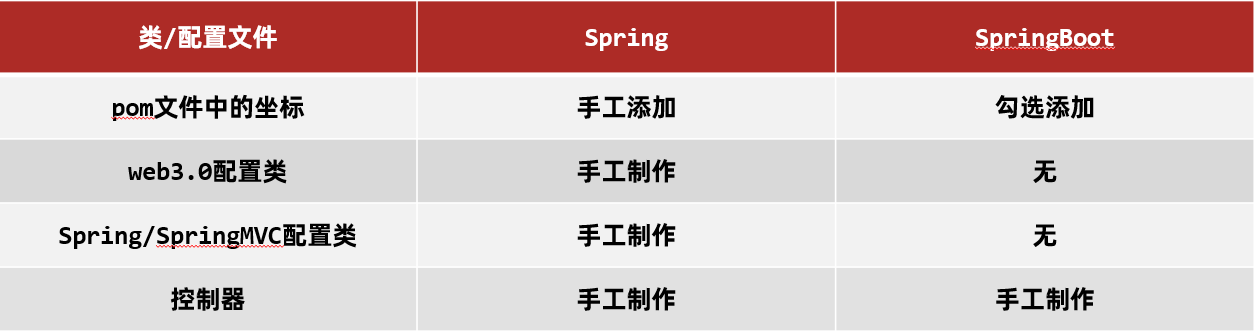 类/配置文件 Spring SpringBoot
pom文件中的坐标 手工添加 勾选添加
web3.0配置类 手工制作 无
Spring/SpringMVC配置类 手工制作 无
控制器 手工制作 手工制作